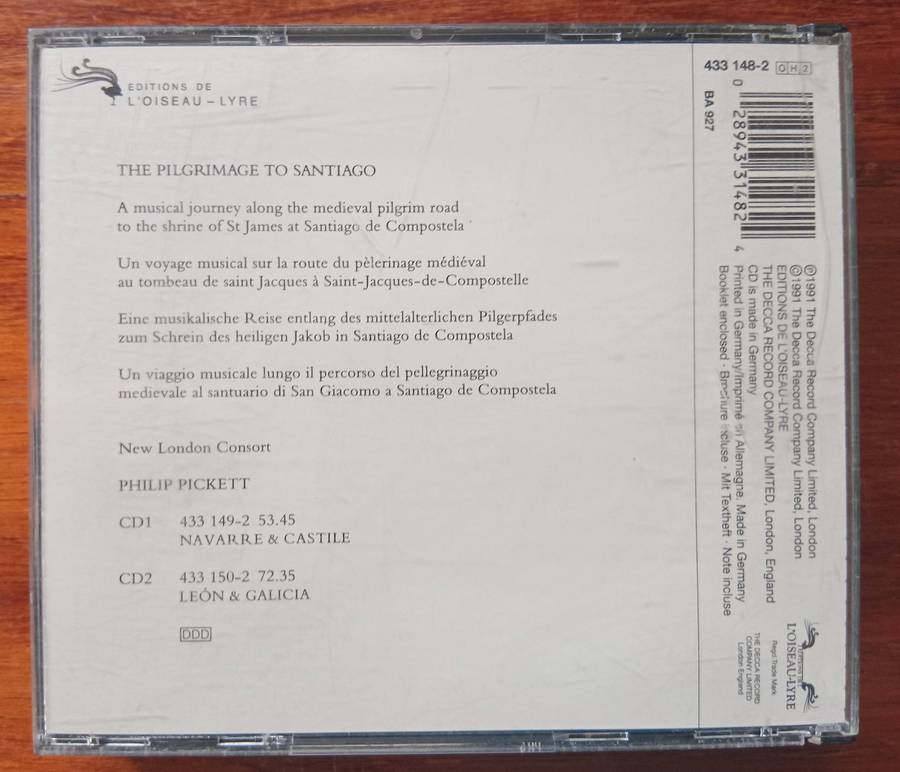 EDITIONS DE
L'OISEAU-LYRE
THE PILGRIMAGE TO SANTIAGO
A musical journey along the medieval pilgrim road
to the shrine of St James at Santiago de Compostela
Un voyage musical sur la route du pèlerinage médiéval
au tombeau de saint Jacques à Saint-Jacques-de-Compostelle
Eine musikalische Reise entlang des mittelalterlichen Pilgerpfades
zum Schrein des heiligen Jakob in Santiago de Compostela
Un viaggio musicale lungo il percorso del pellegrinaggio
medievale al santuario di San Giacomo a Santiago de Compostela
New London Consort
PHILIP PICKETT
CD1 433 149-2 53.45
NAVARRE & CASTILE
CD2 433 150-2 72.35
LEÓN & GALICIA
DDD
433 148-2 OH2
BA 927
0 28943 31482 4
℗1991 The Decca Record Company Limited, London
©1991 The Decca Record Company Limited, London
EDITIONS DE L'OISEAU-LYRE
THE DECCA RECORD COMPANY LIMITED, London, England
CD is made in Germany
Printed in Germany/Imprimé en Allemagne. Made in Germany
Booklet enclosed · Brochure incluse · Mit Textheft · Note incluse
EDITIONS DE
L'OISEAU-LYRE
Regd Trade Mark
THE DECCA RECORD
COMPANY LIMITED
London England